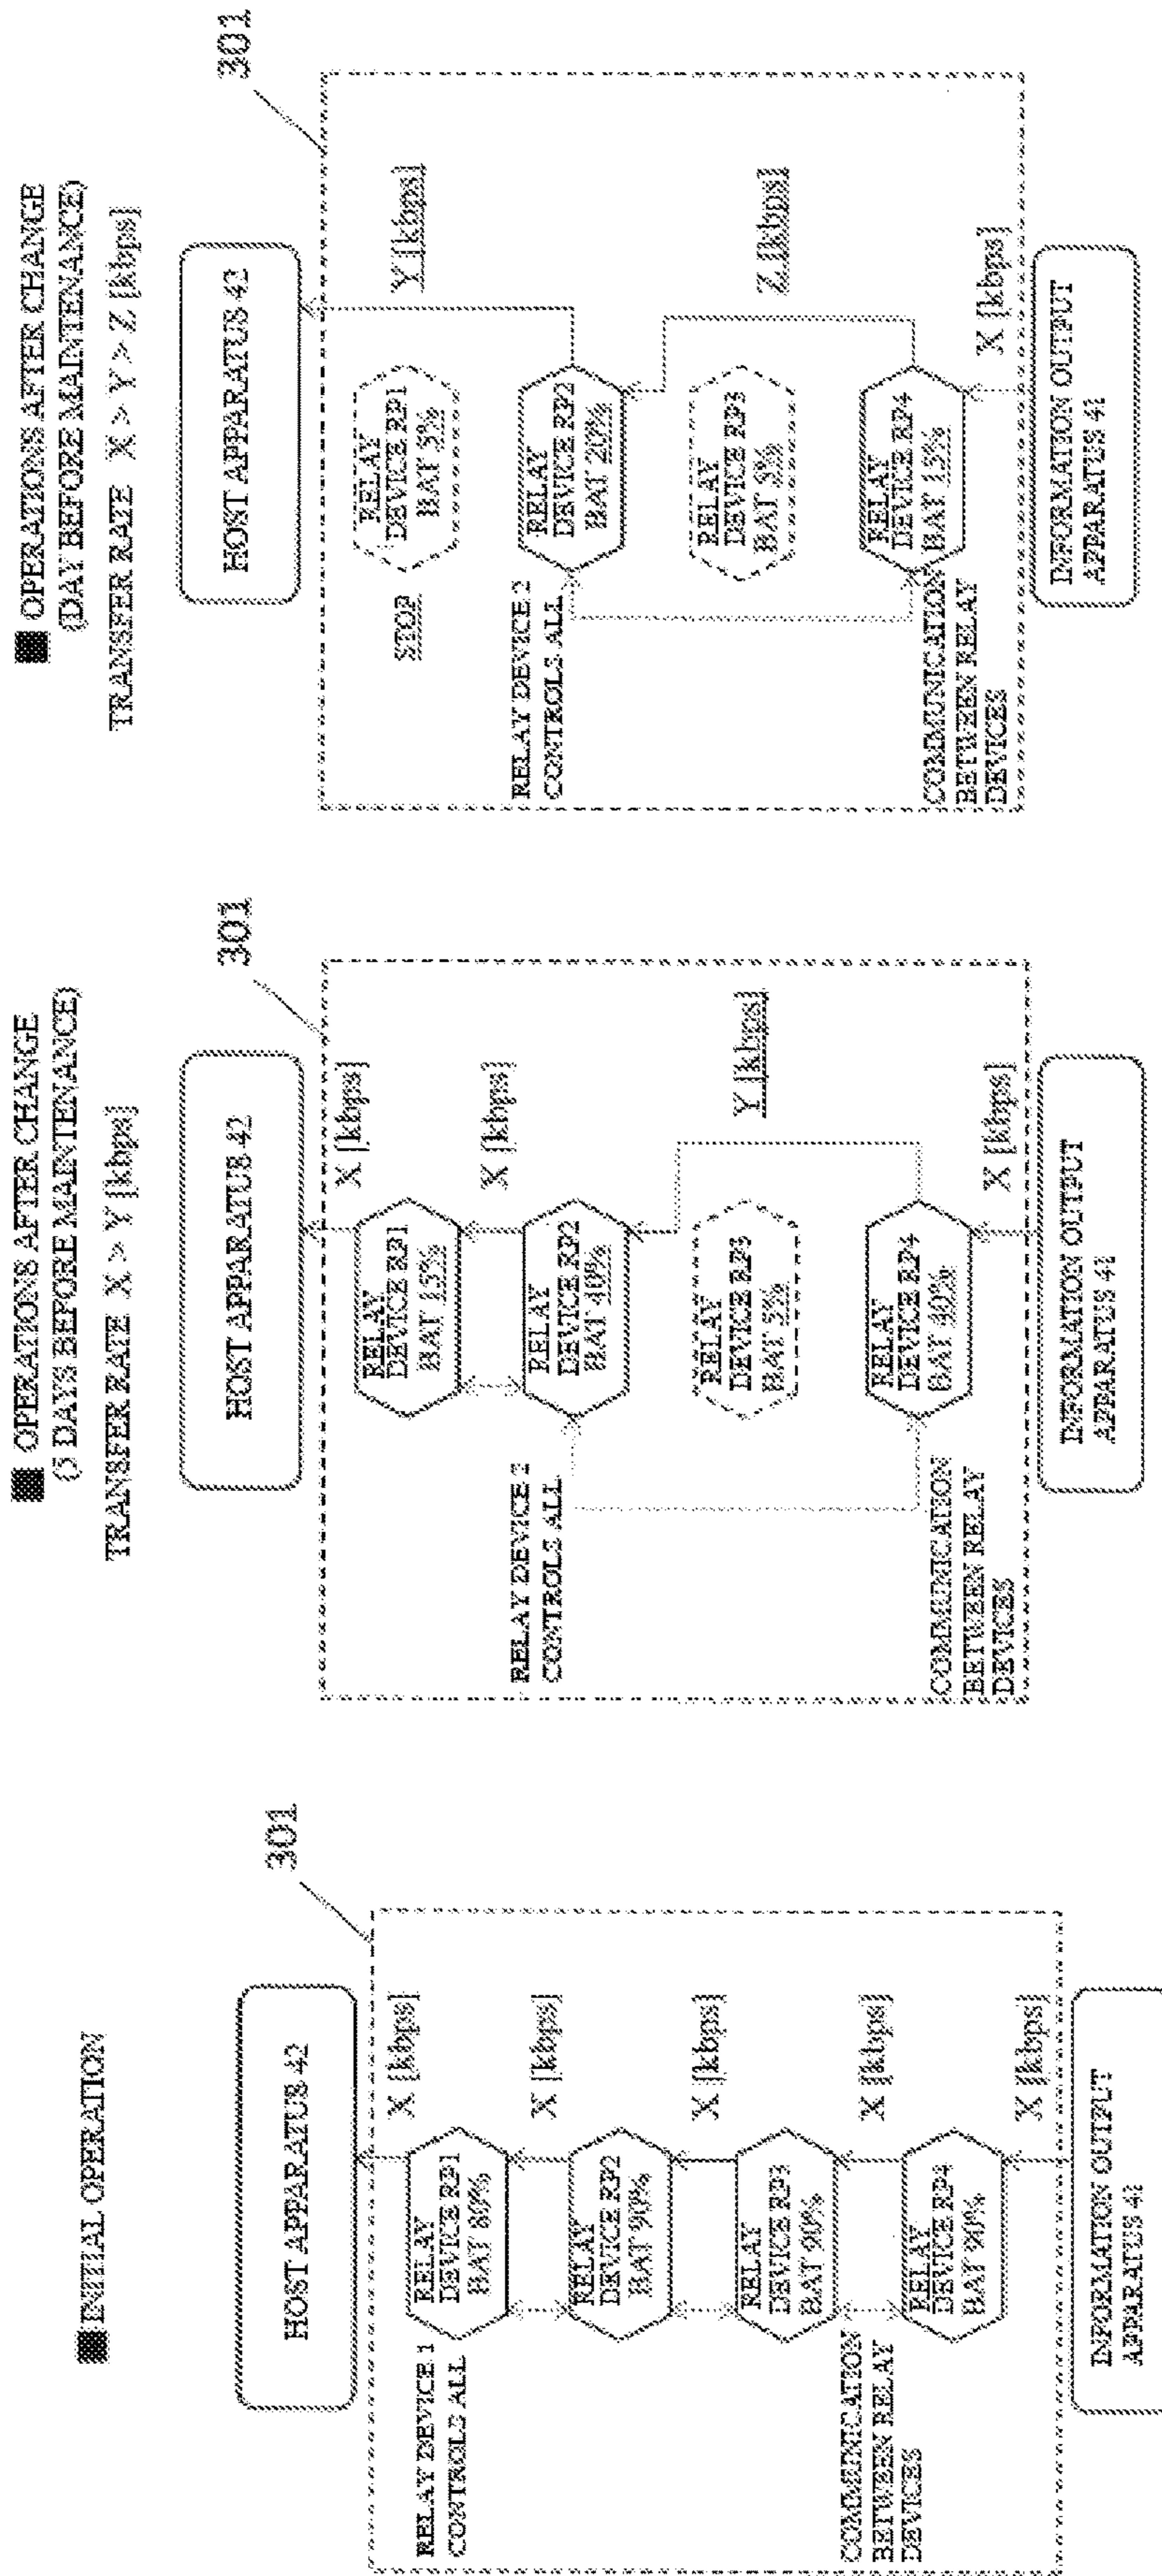 ■ INITIAL OPERATION
301
HOST APPARATUS 42
X [kbps]
RELAY DEVICE 1
CONTROLS ALL
RELAY
DEVICE RP1
BAT 80%
X [kbps]
RELAY
DEVICE RP2
BAT 90%
X [kbps]
RELAY
DEVICE RP3
BAT 90%
X [kbps]
COMMUNICATION
BETWEEN RELAY
DEVICES
RELAY
DEVICE RP4
BAT 90%
X [kbps]
INFORMATION OUTPUT
APPARATUS 41
■ OPERATIONS AFTER CHANGE
TRANSFER RATE X > Y [kbps]
301
HOST APPARATUS 42
X [kbps]
RELAY
DEVICE RP1
BAT 15%
X [kbps]
RELAY DEVICE 2
CONTROLS ALL
RELAY
DEVICE RP2
BAT 40%
Y [kbps]
RELAY
DEVICE RP3
BAT 5%
COMMUNICATION
BETWEEN RELAY
DEVICES
RELAY
DEVICE RP4
BAT 40%
X [kbps]
INFORMATION OUTPUT
APPARATUS 41
■ OPERATIONS AFTER CHANGE
(DAY BEFORE MAINTENANCE)
TRANSFER RATE X > Y > Z [kbps]
301
HOST APPARATUS 42
Y [kbps]
STOP
RELAY
DEVICE RP1
RELAY DEVICE 2
CONTROLS ALL
RELAY
DEVICE RP2
BAT 20%
Z [kbps]
RELAY
DEVICE RP3
BAT 5%
COMMUNICATION
BETWEEN RELAY
DEVICES
RELAY
DEVICE RP4
BAT 15%
X [kbps]
INFORMATION OUTPUT
APPARATUS 41